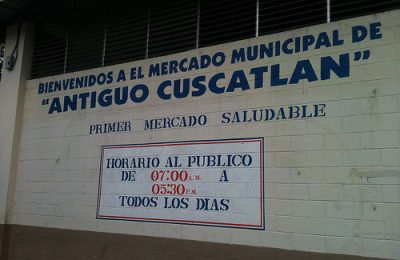 BIENVENIDOS A EL MERCADO MUNICIPAL DE
"ANTIGUO CUSCATLAN"
PRIMER MERCADO SALUDABLE
HORARIO AL PUBLICO
DE 07:00 A.M. A
05:30 P.M.
TODOS LOS DIAS